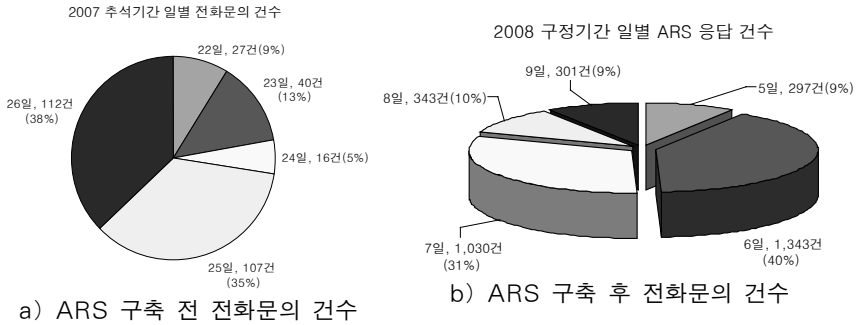 2007 추석기간 일별 전화문의 건수
22일, 27건(9%)
23일, 40건
(13%)
24일, 16건(5%)
25일, 107건
(35%)
26일, 112건
(38%)
a) ARS 구축 전 전화문의 건수
2008 구정기간 일별 ARS 응답 건수
9일, 301건(9%)
5일, 297건(9%)
8일, 343건(10%)
7일, 1,030건
(31%)
6일, 1,343건
(40%)
b) ARS 구축 후 전화문의 건수